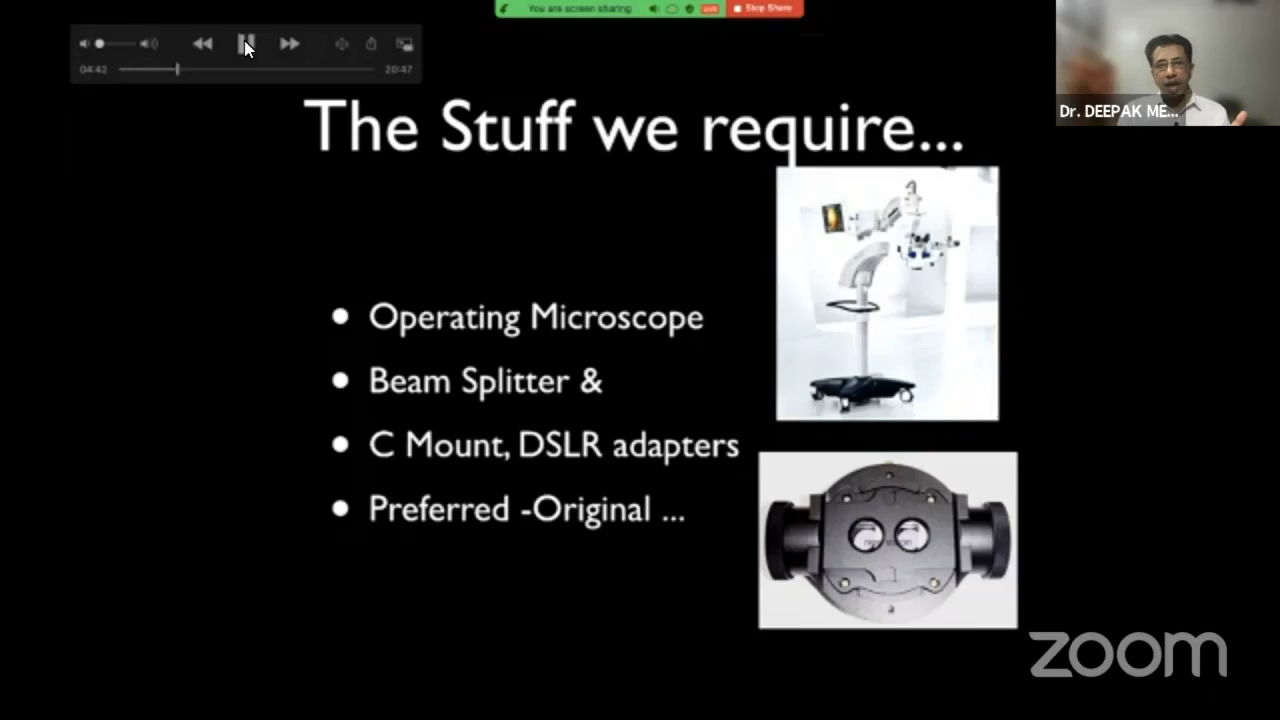 You are screen sharing
LIVE
Stop Share
04:42
20:47
Dr. DEEPAK ME...
The Stuff we require...
Operating Microscope
Beam Splitter &
C Mount, DSLR adapters
Preferred -Original ...
zoom